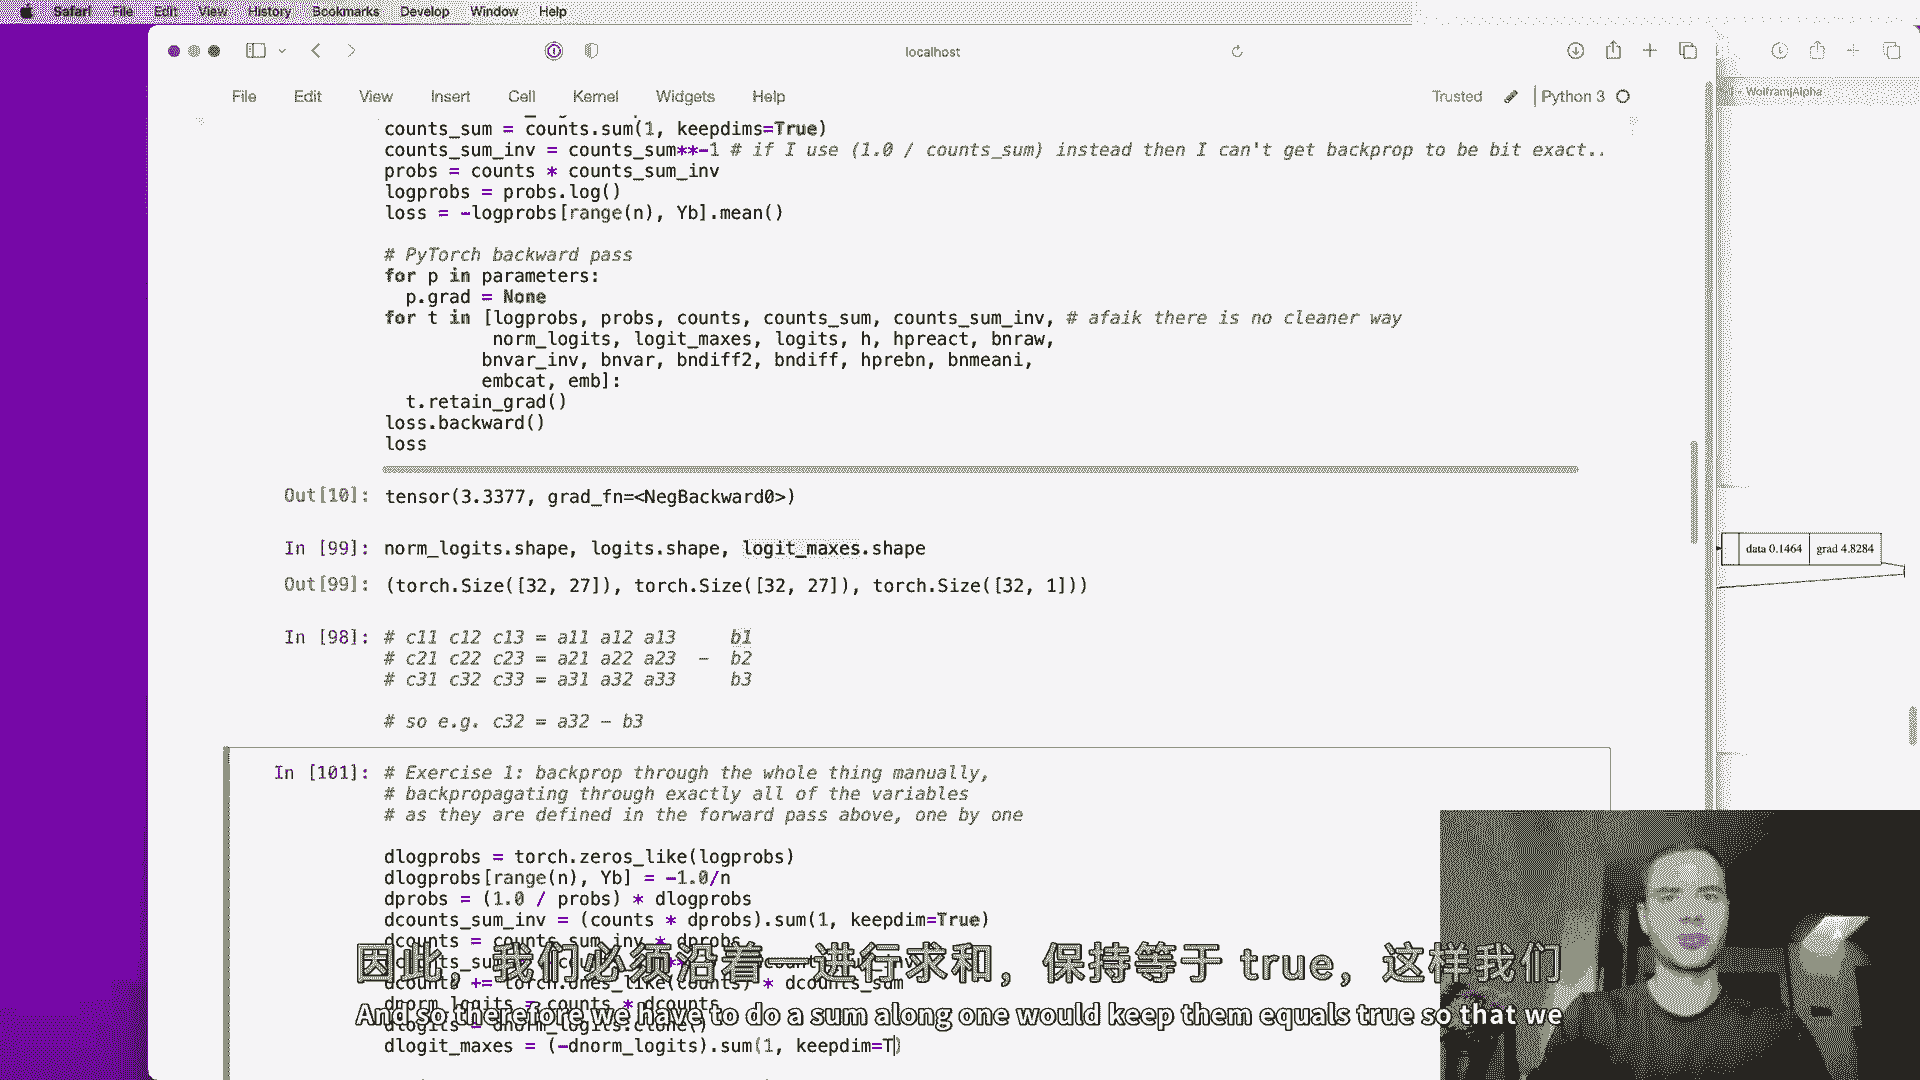 Safari File Edit View History Bookmarks Develop Window Help
localhost
WolframAlpha
File Edit View Insert Cell Kernel Widgets Help
Trusted Python 3
counts_sum = counts.sum(1, keepdims=True)
counts_sum_inv = counts_sum**-1 # if I use (1.0 / counts_sum) instead then I can't get backprop to be bit exact..
probs = counts * counts_sum_inv
logprobs = probs.log()
loss = -logprobs[range(n), Yb].mean()
# PyTorch backward pass
for p in parameters:
p.grad = None
for t in [logprobs, probs, counts, counts_sum, counts_sum_inv, # afaik there is no cleaner way
norm_logits, logit_maxes, logits, h, hpreact, bnraw,
bnvar_inv, bnvar, bndiff2, bndiff, hprebn, bnmeani,
embcat, emb]:
t.retain_grad()
loss.backward()
loss
Out[10]: tensor(3.3377, grad_fn=<NegBackward0>)
In [99]: norm_logits.shape, logits.shape, logit_maxes.shape
data 0.1464 grad 4.8284
Out[99]: (torch.Size([32, 27]), torch.Size([32, 27]), torch.Size([32, 1]))
In [98]: # c11 c12 c13 = a11 a12 a13 b1
# c21 c22 c23 = a21 a22 a23 - b2
# c31 c32 c33 = a31 a32 a33 b3
# so e.g. c32 = a32 - b3
In [101]: # Exercise 1: backprop through the whole thing manually,
# backpropagating through exactly all of the variables
# as they are defined in the forward pass above, one by one
dlogprobs = torch.zeros_like(logprobs)
dlogprobs[range(n), Yb] = -1.0/n
dprobs = (1.0 / probs) * dlogprobs
dcounts_sum_inv = (counts * dprobs).sum(1, keepdim=True)
dcounts = counts_sum_inv * dprobs
因此，我们必须沿着一进行求和，保持等于 true，这样我们
dcounts += torch.ones_like(counts) * dcounts_sum
dnorm_logits = counts * dcounts
And so therefore we have to do a sum along one would keep them equals true so that we
dlogits = dnorm_logits.clone()
dlogit_maxes = (-dnorm_logits).sum(1, keepdim=T)